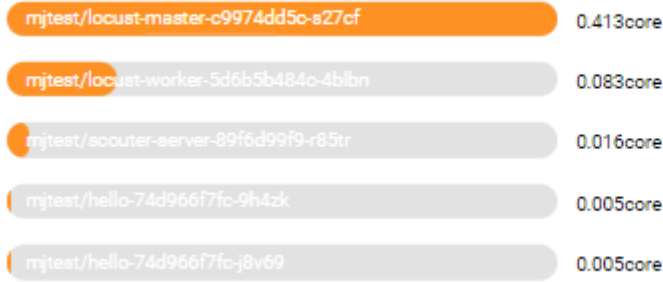 mjtest/locust-master-c9974dd5c-s27cf 0.413core
mjtest/locust-worker-5d6b5b484c-4blbn 0.083core
mjtest/scouter-server-89f6d99f9-r85tr 0.016core
mjtest/hello-74d966f7fc-9h4zk 0.005core
mjtest/hello-74d966f7fc-j8v69 0.005core